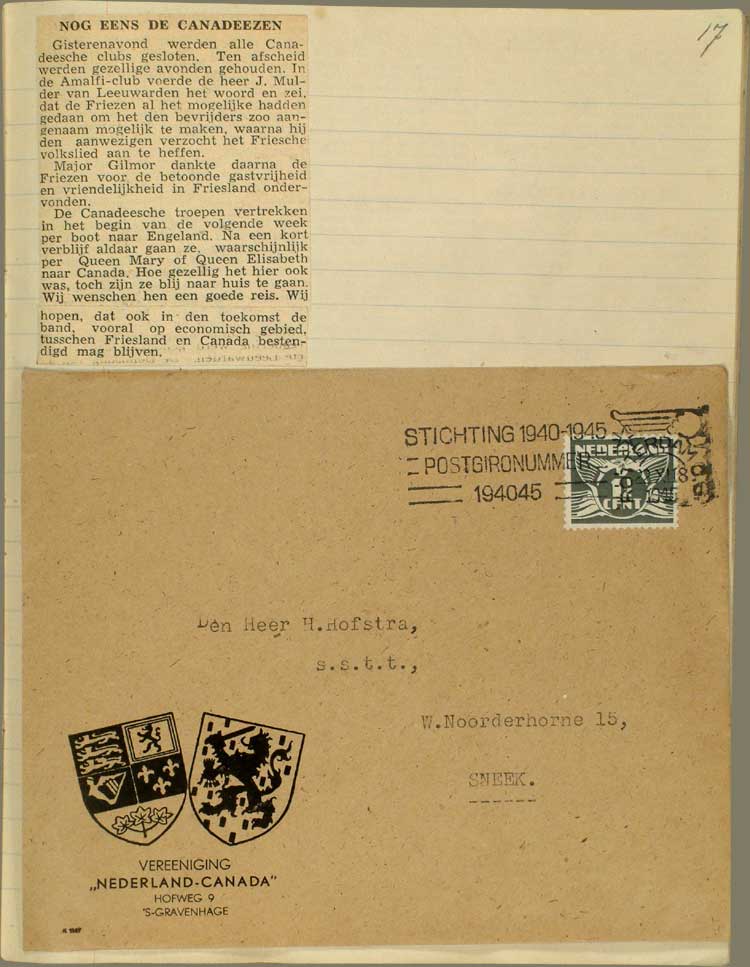 17
NOG EENS DE CANADEEZEN
Gisterenavond werden alle Cana-
deesche clubs gesloten. Ten afscheid
werden gezellige avonden gehouden. In
de Amalfi-club voerde de heer J. Mul-
der van Leeuwarden het woord en zei,
dat de Friezen al het mogelijke hadden
gedaan om het den bevrijders zoo aan-
genaam mogelijk te maken, waarna hij
den aanwezigen verzocht het Friesche
volkslied aan te heffen.
Major Gilmor dankte daarna de
Friezen voor de betoonde gastvrijheid
en vriendelijkheid in Friesland onder-
vonden.
De Canadeesche troepen vertrekken
in het begin van de volgende week
per boot naar Engeland. Na een kort
verblijf aldaar gaan ze, waarschijnlijk
per Queen Mary of Queen Elisabeth
naar Canada. Hoe gezellig het hier ook
was, toch zijn ze blij naar huis te gaan.
Wij wenschen hen een goede reis. Wij
hopen, dat ook in den toekomst de
band, vooral op economisch gebied,
tusschen Friesland en Canada besten-
digd mag blijven.
STICHTING 1940-1945
POSTGIRONUMMER
194045
NEDERLAND
1½
CENT
1945
Den Heer H.Hofstra,
s.s.t.t.,
W.Noorderhorne 15,
SNEEK.
VEREENIGING
„NEDERLAND-CANADA"
HOFWEG 9
'S-GRAVENHAGE